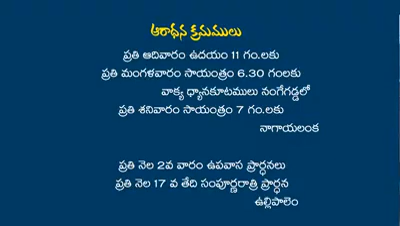 ఆరాధన క్రమములు
ప్రతి ఆదివారం ఉదయం 11 గం.లకు
ప్రతి మంగళవారం సాయంత్రం 6.30 గంలకు
వాక్య ధ్యానకూటములు నంగేగడ్డలో
ప్రతి శనివారం సాయంత్రం 7 గం.లకు
నాగాయలంక
ప్రతి నెల 2వ వారం ఉపవాస ప్రార్ధనలు
ప్రతి నెల 17 వ తేది సంపూర్ణరాత్రి ప్రార్ధన
ఉల్లిపాలెం